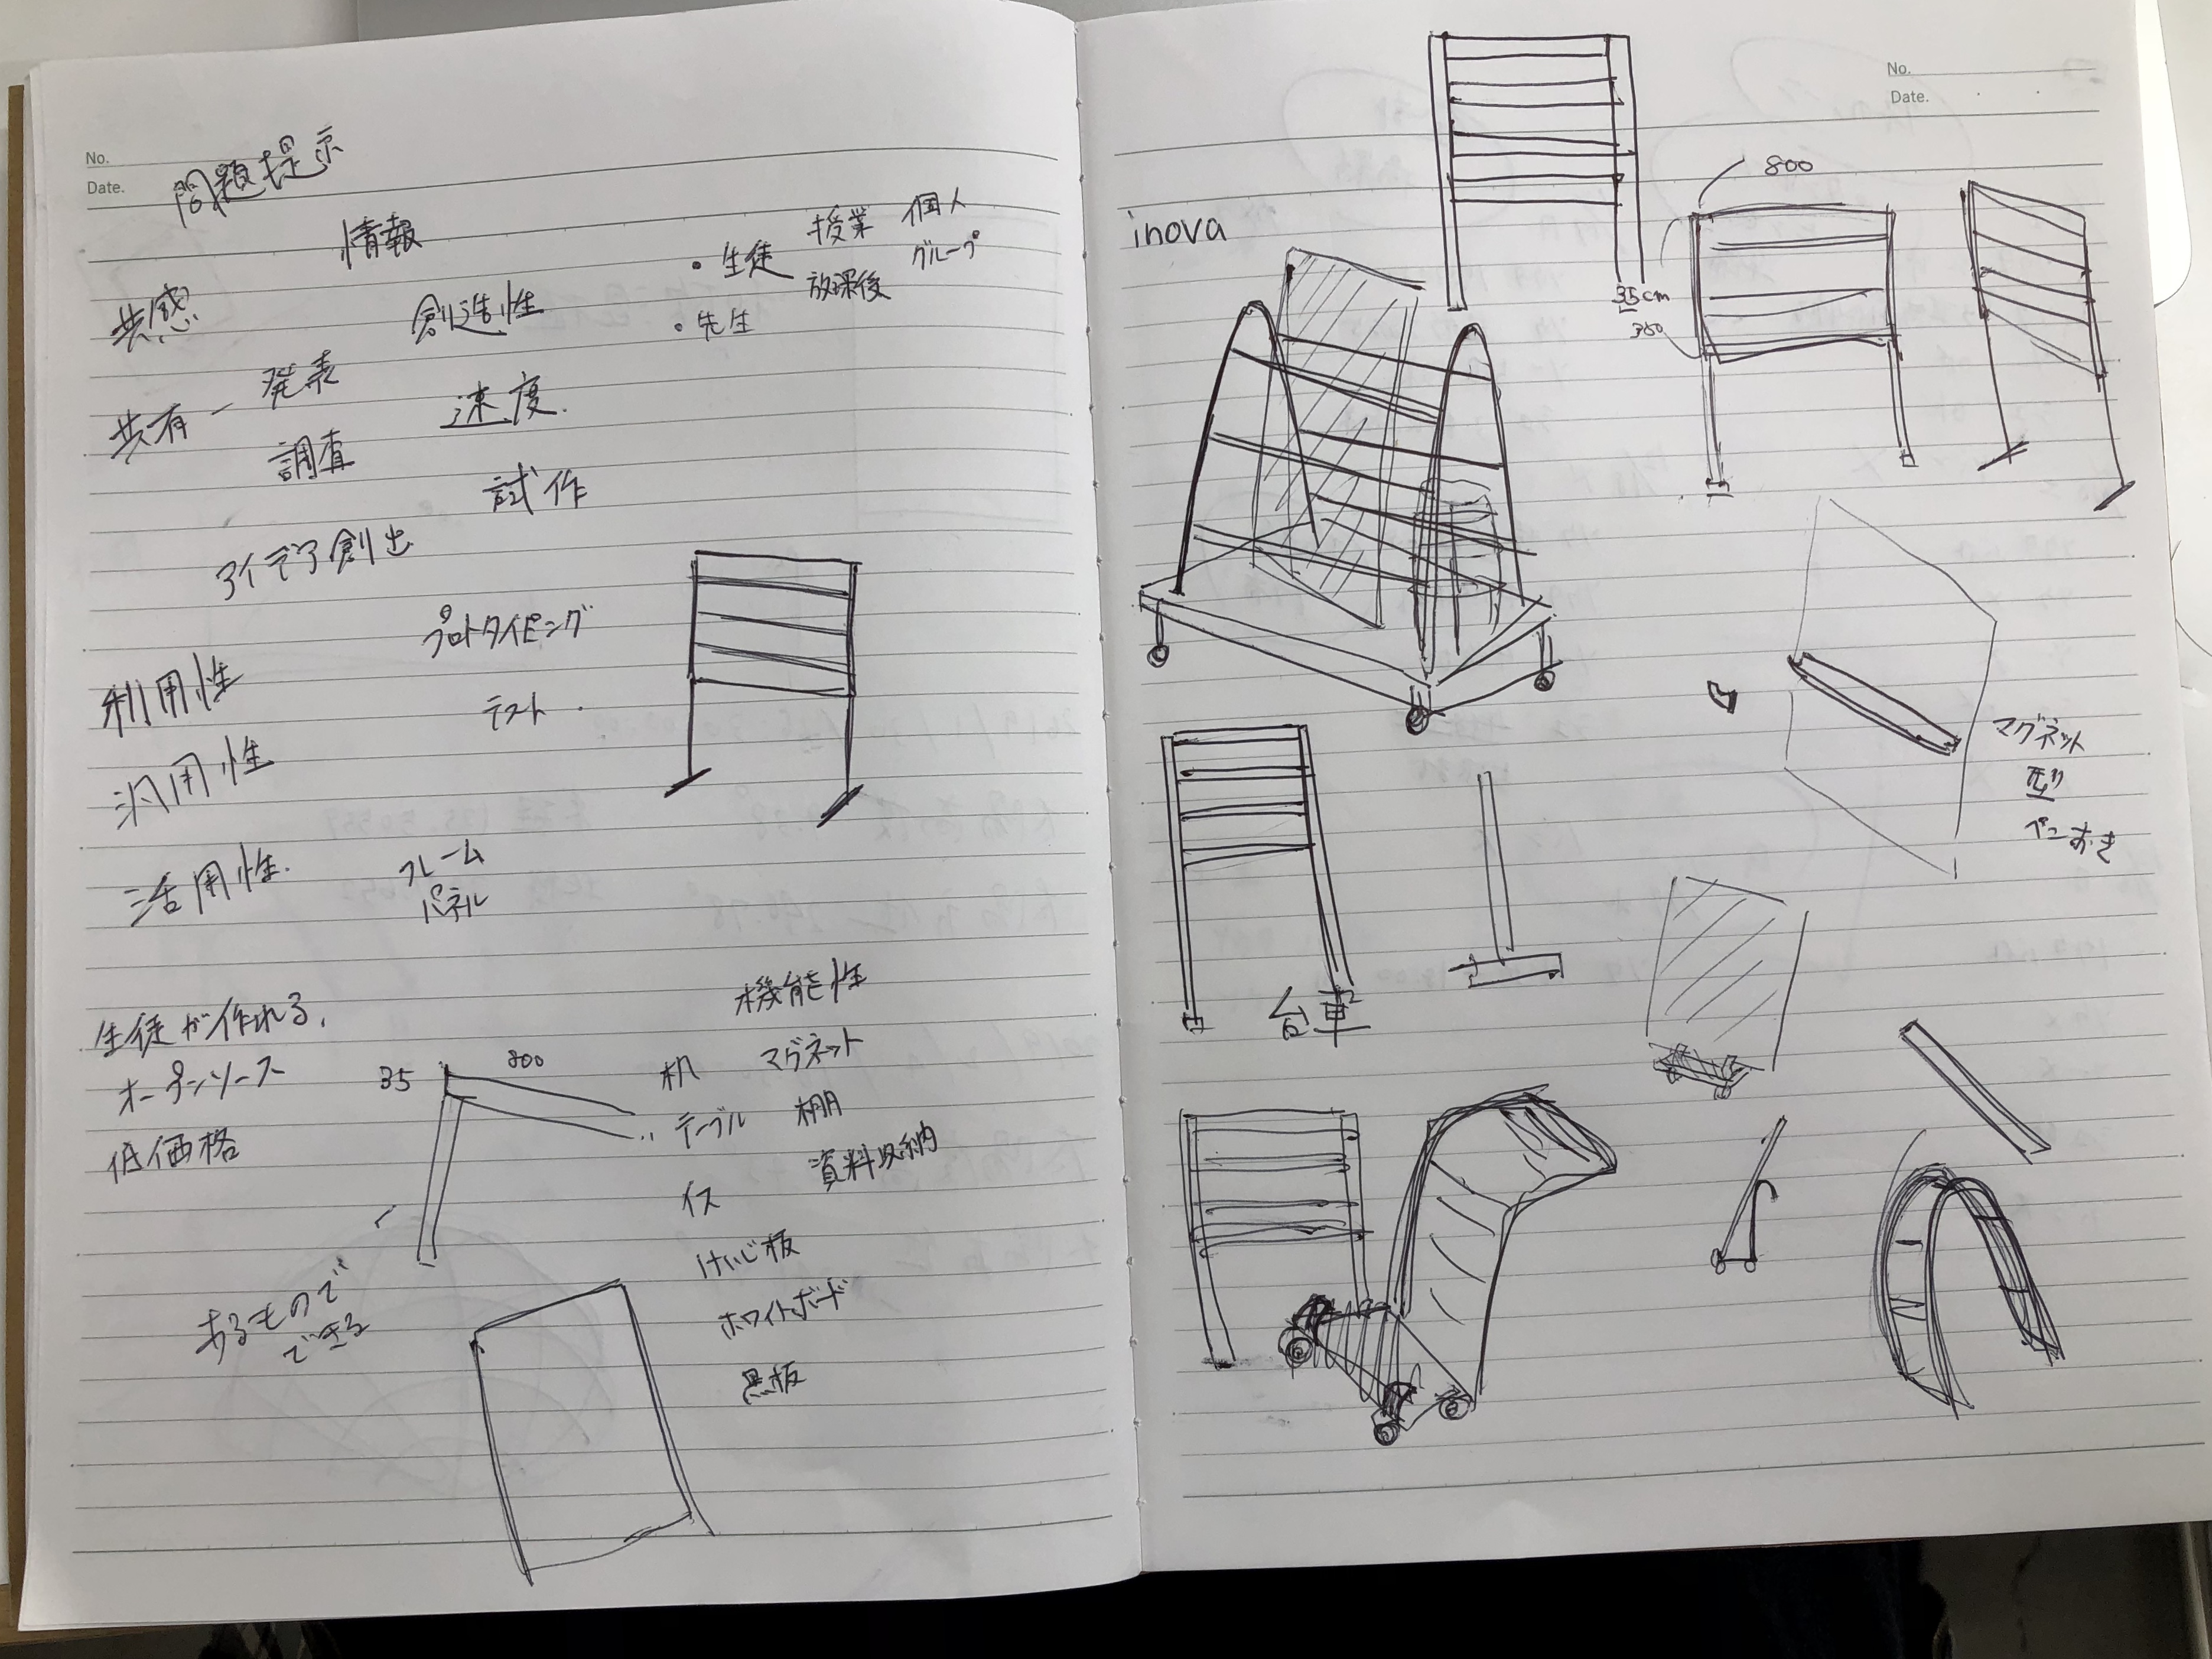 No.
Date.
問題提示
情報
共感
創造性
・生徒 授業 個人
放課後 グループ
・先生
共有 ー 発表
調査
速度
試作
アイデア創出
プロトタイピング
テスト
利用性
汎用性
活用性
フレーム
パネル
生徒が作れる
オープンソース
低価格
35 800
あるもので
できる
機能性
机 マグネット
テーブル 棚
イス 資料収納
けいじ板
ホワイトボード
黒板
No.
Date.
inova
800
35cm
350
マグネット
型
ペンおき
台車